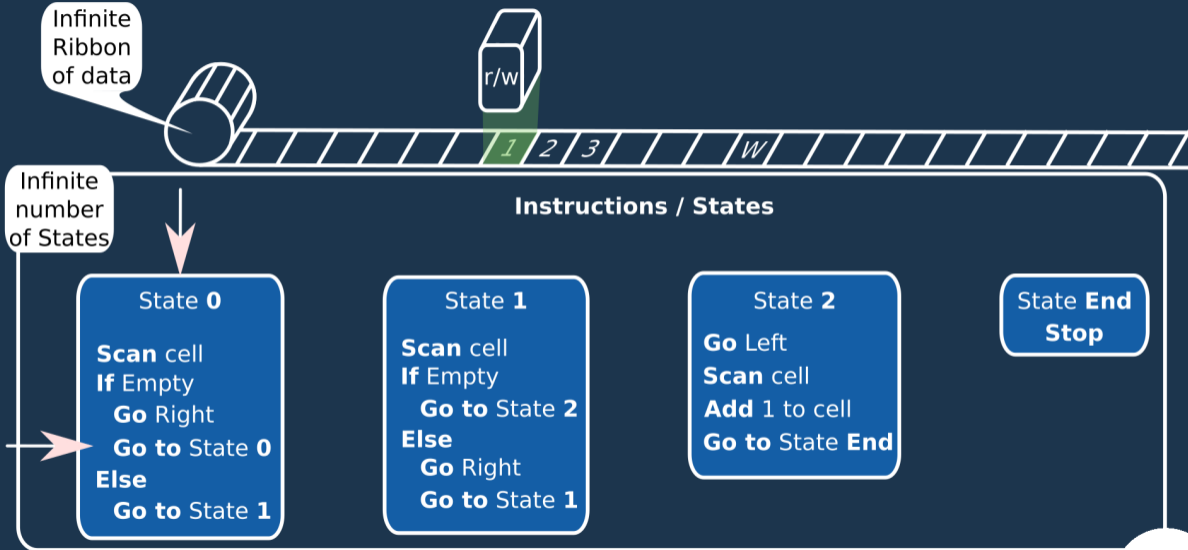 Infinite
Ribbon
of data
r/w
1 2 3 W
Infinite
number
of States
Instructions / States
State 0
Scan cell
If Empty
Go Right
Go to State 0
Else
Go to State 1
State 1
Scan cell
If Empty
Go to State 2
Else
Go Right
Go to State 1
State 2
Go Left
Scan cell
Add 1 to cell
Go to State End
State End
Stop